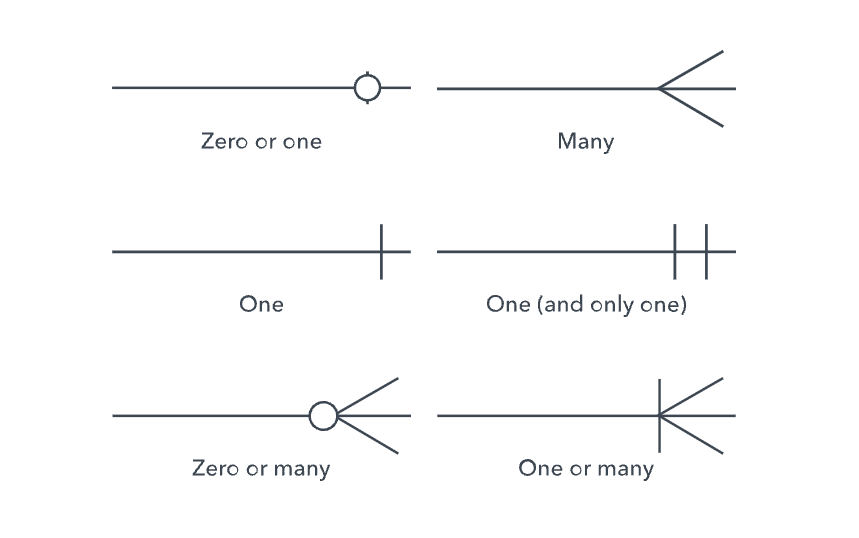 Zero or one
Many
One
One (and only one)
Zero or many
One or many